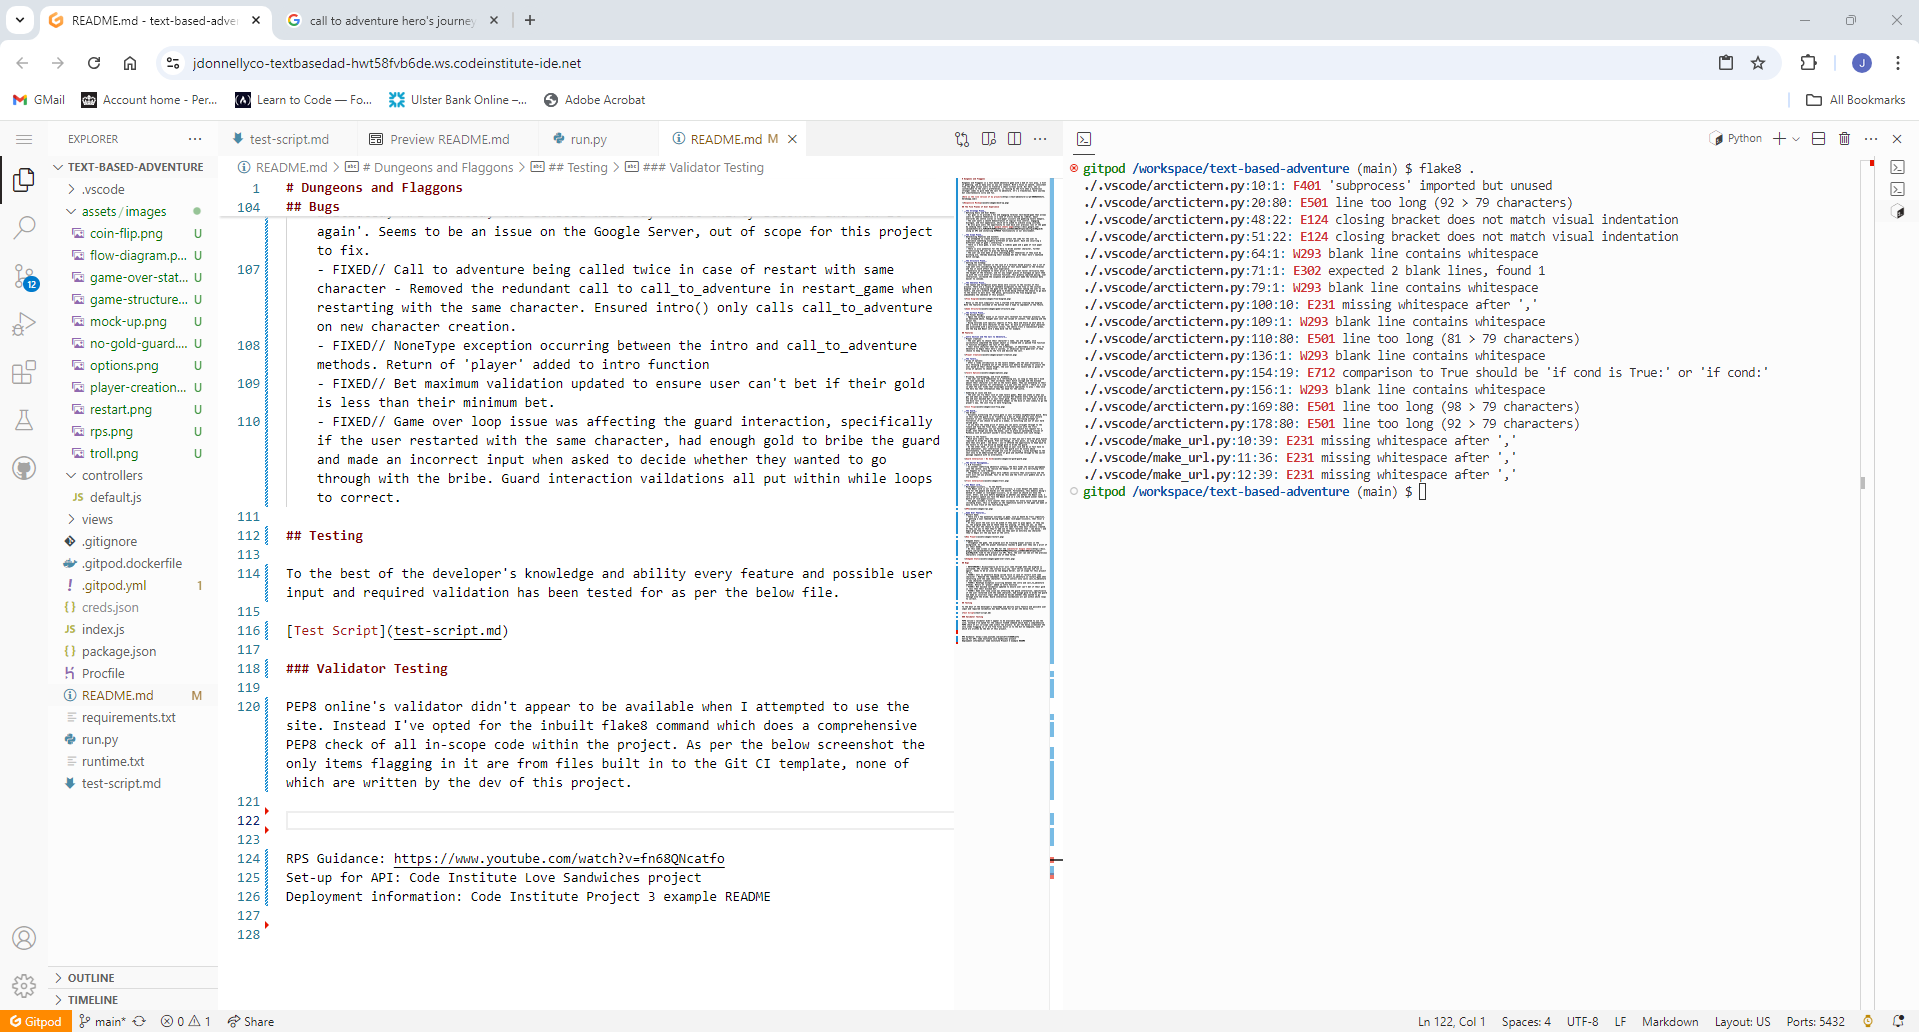 README.md - text-based-adve
call to adventure hero's journey
jdonnellyco-textbasedad-hwt58fvb6de.ws.codeinstitute-ide.net
J
GMail
Account home - Per...
Learn to Code — Fo...
Ulster Bank Online –...
Adobe Acrobat
All Bookmarks
EXPLORER
test-script.md
Preview README.md
run.py
README.md M
Python
TEXT-BASED-ADVENTURE
.vscode
assets / images
coin-flip.png U
flow-diagram.p... U
game-over-stat... U
game-structure... U
mock-up.png U
no-gold-guard.... U
options.png U
player-creation... U
restart.png U
rps.png U
troll.png U
controllers
JS default.js
views
.gitignore
.gitpod.dockerfile
! .gitpod.yml 1
{} creds.json
JS index.js
{} package.json
Procfile
README.md M
requirements.txt
run.py
runtime.txt
test-script.md
OUTLINE
TIMELINE
12
README.md > # Dungeons and Flaggons > ## Testing > ### Validator Testing
1 # Dungeons and Flaggons
104 ## Bugs
again'. Seems to be an issue on the Google Server, out of scope for this project
to fix.
107 - FIXED// Call to adventure being called twice in case of restart with same
character - Removed the redundant call to call_to_adventure in restart_game when
restarting with the same character. Ensured intro() only calls call_to_adventure
on new character creation.
108 - FIXED// NoneType exception occurring between the intro and call_to_adventure
methods. Return of 'player' added to intro function
109 - FIXED// Bet maximum validation updated to ensure user can't bet if their gold
is less than their minimum bet.
110 - FIXED// Game over loop issue was affecting the guard interaction, specifically
if the user restarted with the same character, had enough gold to bribe the guard
and made an incorrect input when asked to decide whether they wanted to go
through with the bribe. Guard interaction vaildations all put within while loops
to correct.
111
112 ## Testing
113
114 To the best of the developer's knowledge and ability every feature and possible user
input and required validation has been tested for as per the below file.
115
116 [Test Script](test-script.md)
117
118 ### Validator Testing
119
120 PEP8 online's validator didn't appear to be available when I attempted to use the
site. Instead I've opted for the inbuilt flake8 command which does a comprehensive
PEP8 check of all in-scope code within the project. As per the below screenshot the
only items flagging in it are from files built in to the Git CI template, none of
which are written by the dev of this project.
121
122
123
124 RPS Guidance: https://www.youtube.com/watch?v=fn68QNcatfo
125 Set-up for API: Code Institute Love Sandwiches project
126 Deployment information: Code Institute Project 3 example README
127
128
gitpod /workspace/text-based-adventure (main) $ flake8 .
./.vscode/arctictern.py:10:1: F401 'subprocess' imported but unused
./.vscode/arctictern.py:20:80: E501 line too long (92 > 79 characters)
./.vscode/arctictern.py:48:22: E124 closing bracket does not match visual indentation
./.vscode/arctictern.py:51:22: E124 closing bracket does not match visual indentation
./.vscode/arctictern.py:64:1: W293 blank line contains whitespace
./.vscode/arctictern.py:71:1: E302 expected 2 blank lines, found 1
./.vscode/arctictern.py:79:1: W293 blank line contains whitespace
./.vscode/arctictern.py:100:10: E231 missing whitespace after ','
./.vscode/arctictern.py:109:1: W293 blank line contains whitespace
./.vscode/arctictern.py:110:80: E501 line too long (81 > 79 characters)
./.vscode/arctictern.py:136:1: W293 blank line contains whitespace
./.vscode/arctictern.py:154:19: E712 comparison to True should be 'if cond is True:' or 'if cond:'
./.vscode/arctictern.py:156:1: W293 blank line contains whitespace
./.vscode/arctictern.py:169:80: E501 line too long (98 > 79 characters)
./.vscode/arctictern.py:178:80: E501 line too long (92 > 79 characters)
./.vscode/make_url.py:10:39: E231 missing whitespace after ','
./.vscode/make_url.py:11:36: E231 missing whitespace after ','
./.vscode/make_url.py:12:39: E231 missing whitespace after ','
gitpod /workspace/text-based-adventure (main) $
Gitpod
main*
0 1
Share
Ln 122, Col 1
Spaces: 4
UTF-8
LF
Markdown
Layout: US
Ports: 5432